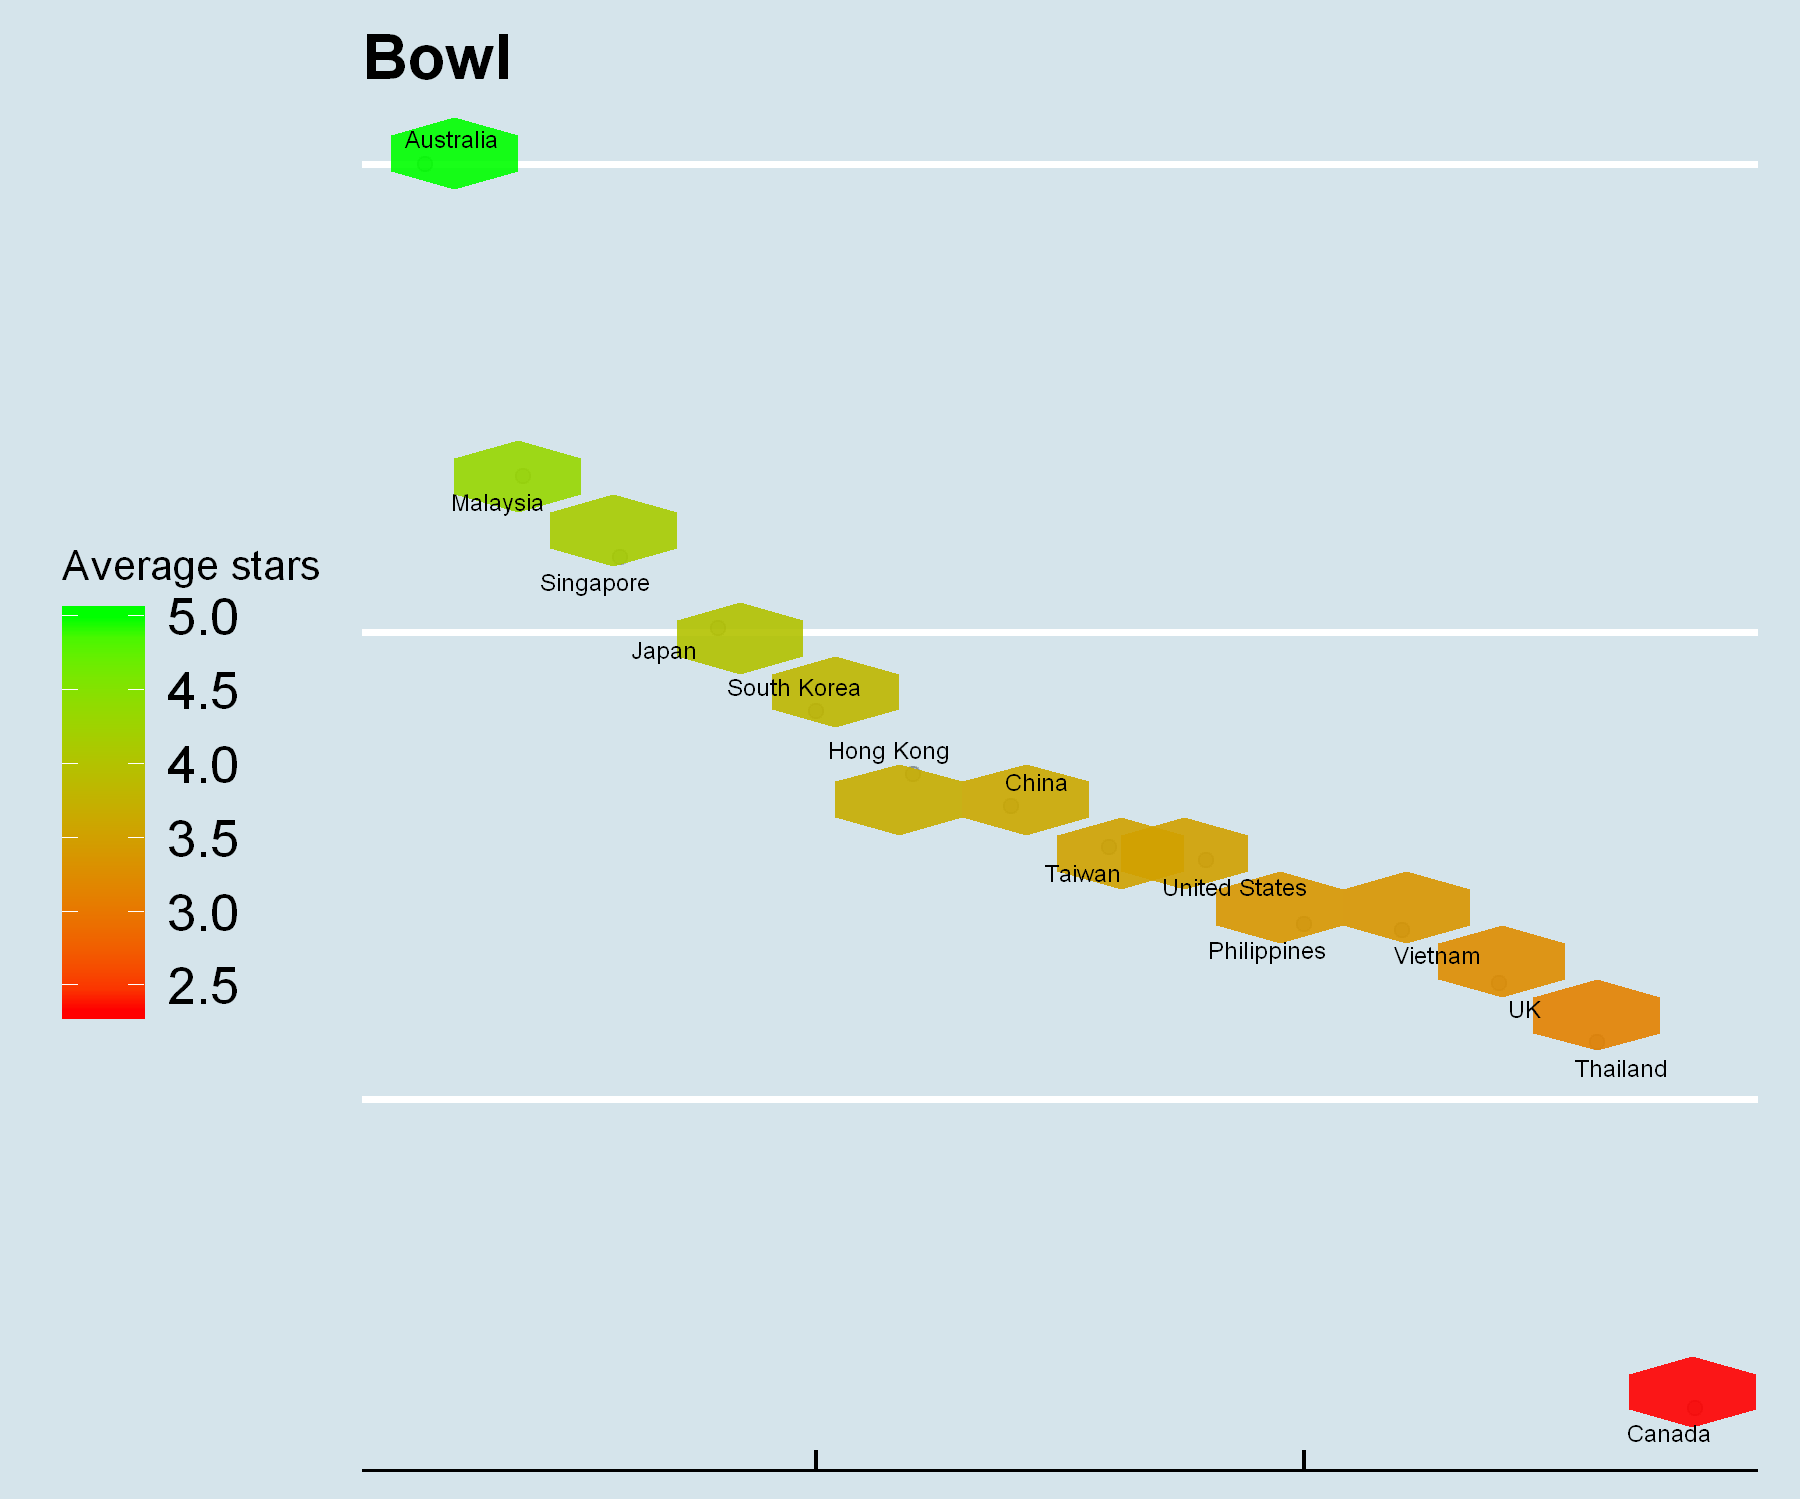 Bowl
Australia
Malaysia
Singapore
Average stars
5.0
4.5
4.0
3.5
3.0
2.5
Japan
South Korea
Hong Kong
China
Taiwan
United States
Philippines
Vietnam
UK
Thailand
Canada